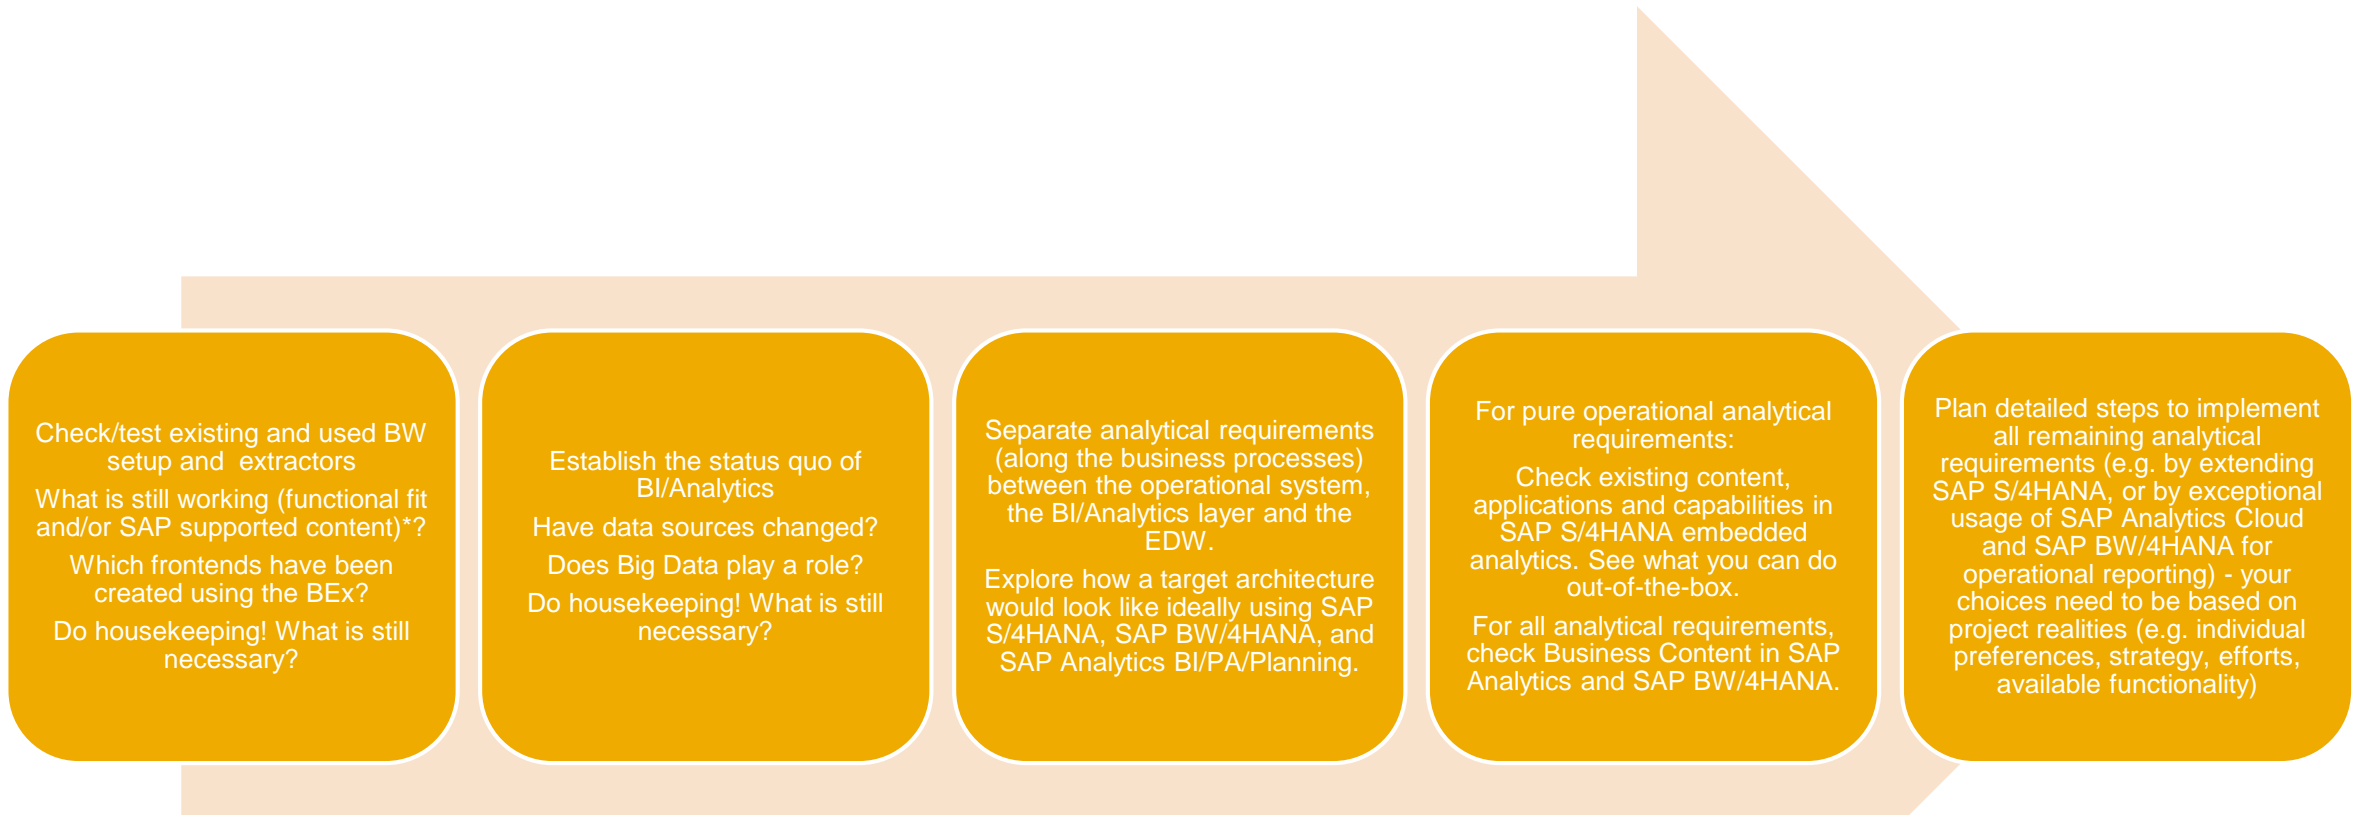 Check/test existing and used BW
setup and  extractors
What is still working (functional fit
and/or SAP supported content)*?
Which frontends have been
created using the BEx?
Do housekeeping! What is still
necessary?
Establish the status quo of
BI/Analytics
Have data sources changed?
Does Big Data play a role?
Do housekeeping! What is still
necessary?
Separate analytical requirements
(along the business processes)
between the operational system,
the BI/Analytics layer and the
EDW.
Explore how a target architecture
would look like ideally using SAP
S/4HANA, SAP BW/4HANA, and
SAP Analytics BI/PA/Planning.
For pure operational analytical
requirements:
Check existing content,
applications and capabilities in
SAP S/4HANA embedded
analytics. See what you can do
out-of-the-box.
For all analytical requirements,
check Business Content in SAP
Analytics and SAP BW/4HANA.
Plan detailed steps to implement
all remaining analytical
requirements (e.g. by extending
SAP S/4HANA, or by exceptional
usage of SAP Analytics Cloud
and SAP BW/4HANA for
operational reporting) - your
choices need to be based on
project realities (e.g. individual
preferences, strategy, efforts,
available functionality)